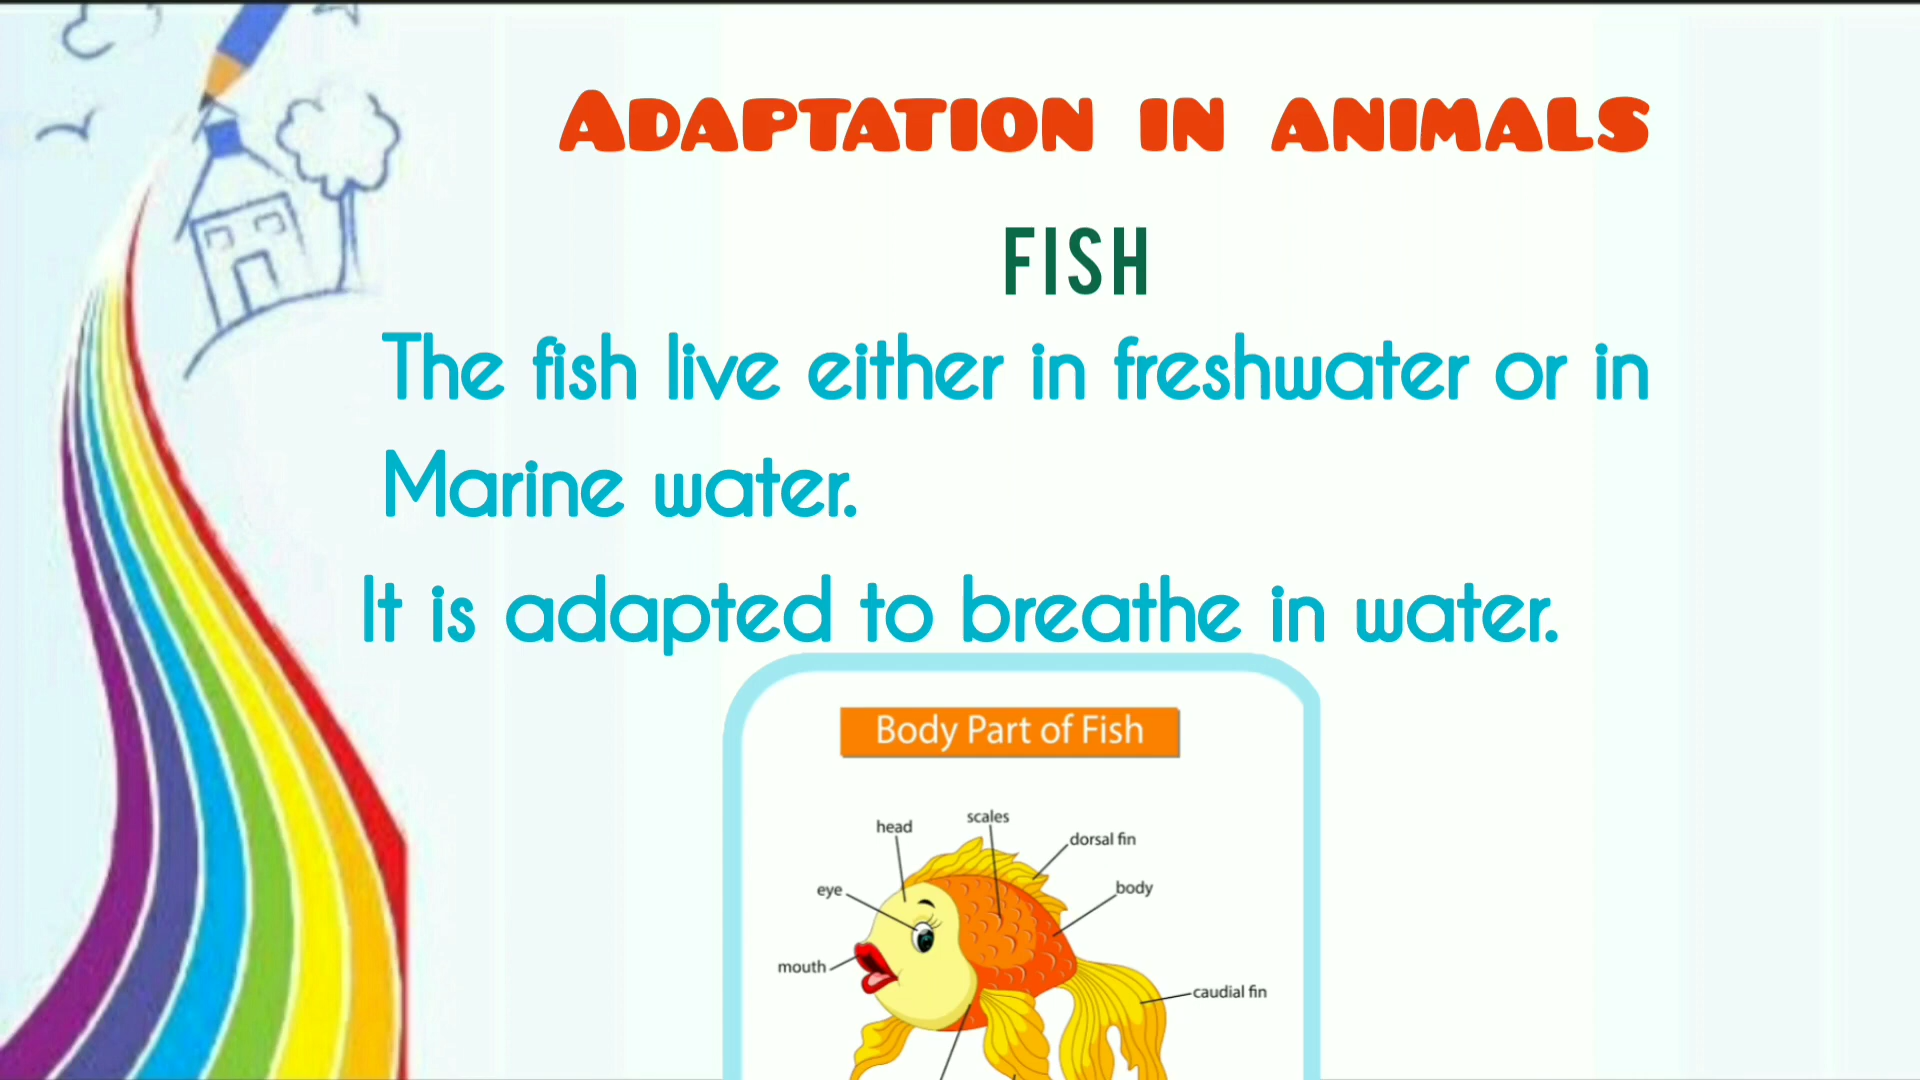 ADAPTATION IN ANIMALS
FISH
The fish live either in freshwater or in
Marine water.
It is adapted to breathe in water.
Body Part of Fish
scales
head
dorsal fin
eye
body
mouth
caudial fin